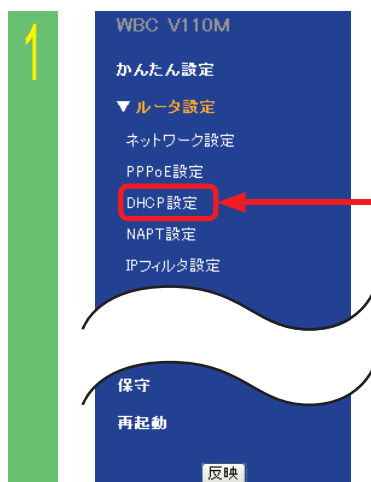 1
WBC V110M
かんたん設定
▼ルータ設定
ネットワーク設定
PPPoE設定
DHCP設定
NAPT設定
IPフィルタ設定
保守
再起動
反映